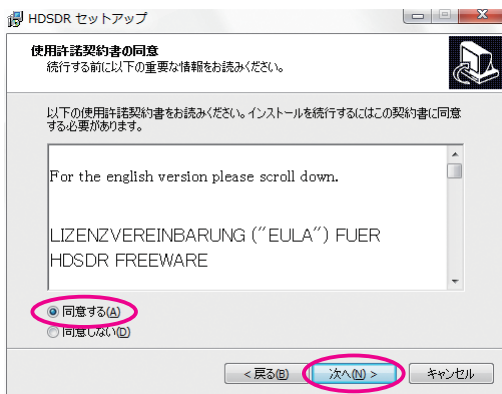 HDSDR セットアップ
使用許諾契約書の同意
続行する前に以下の重要な情報をお読みください。
以下の使用許諾契約書をお読みください。インストールを続行するにはこの契約書に同意
する必要があります。
For the english version please scroll down.
LIZENZVEREINBARUNG ("EULA") FUER
HDSDR FREEWARE
同意する(A)
同意しない(D)
< 戻る(B) 次へ(N) > キャンセル